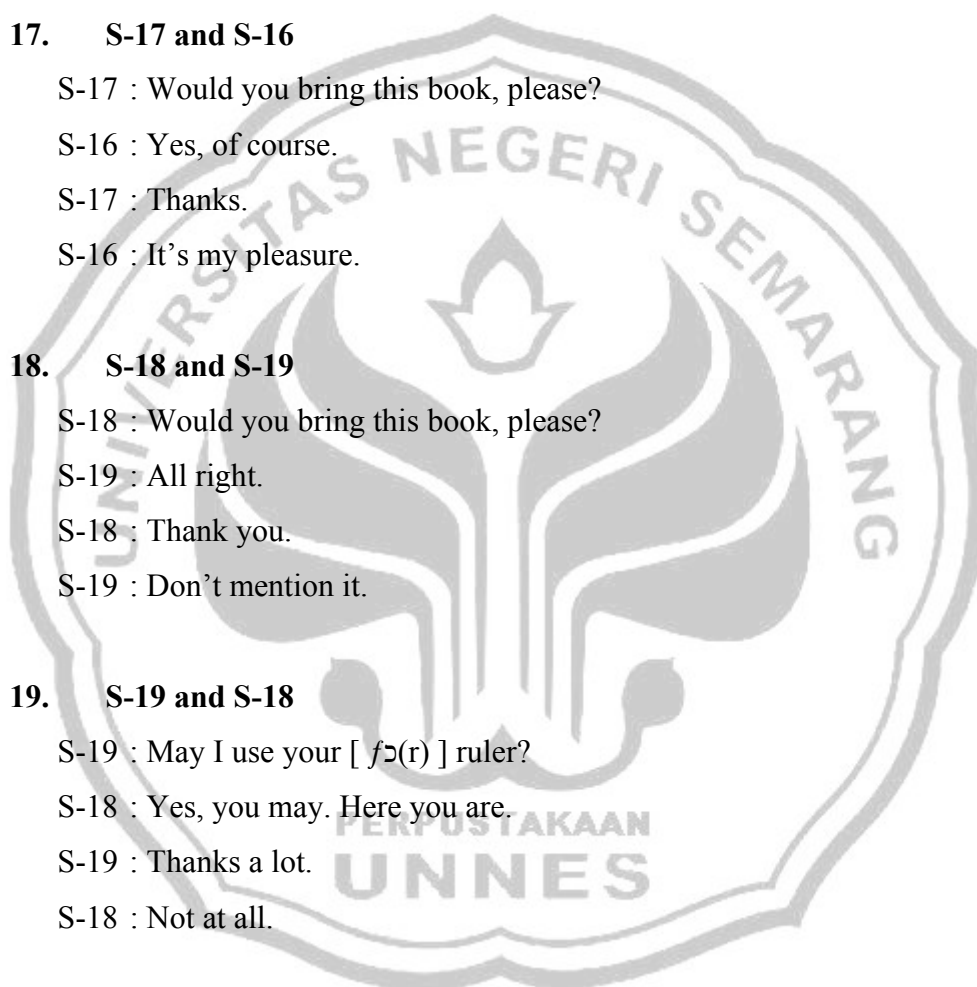 17. S-17 and S-16
S-17 : Would you bring this book, please?
S-16 : Yes, of course.
S-17 : Thanks.
S-16 : It’s my pleasure.
18. S-18 and S-19
S-18 : Would you bring this book, please?
S-19 : All right.
S-18 : Thank you.
S-19 : Don’t mention it.
19. S-19 and S-18
S-19 : May I use your [ ƒɔ(r) ] ruler?
S-18 : Yes, you may. Here you are.
S-19 : Thanks a lot.
S-18 : Not at all.
UNIVERSITAS NEGERI SEMARANG
PERPUSTAKAAN
UNNES